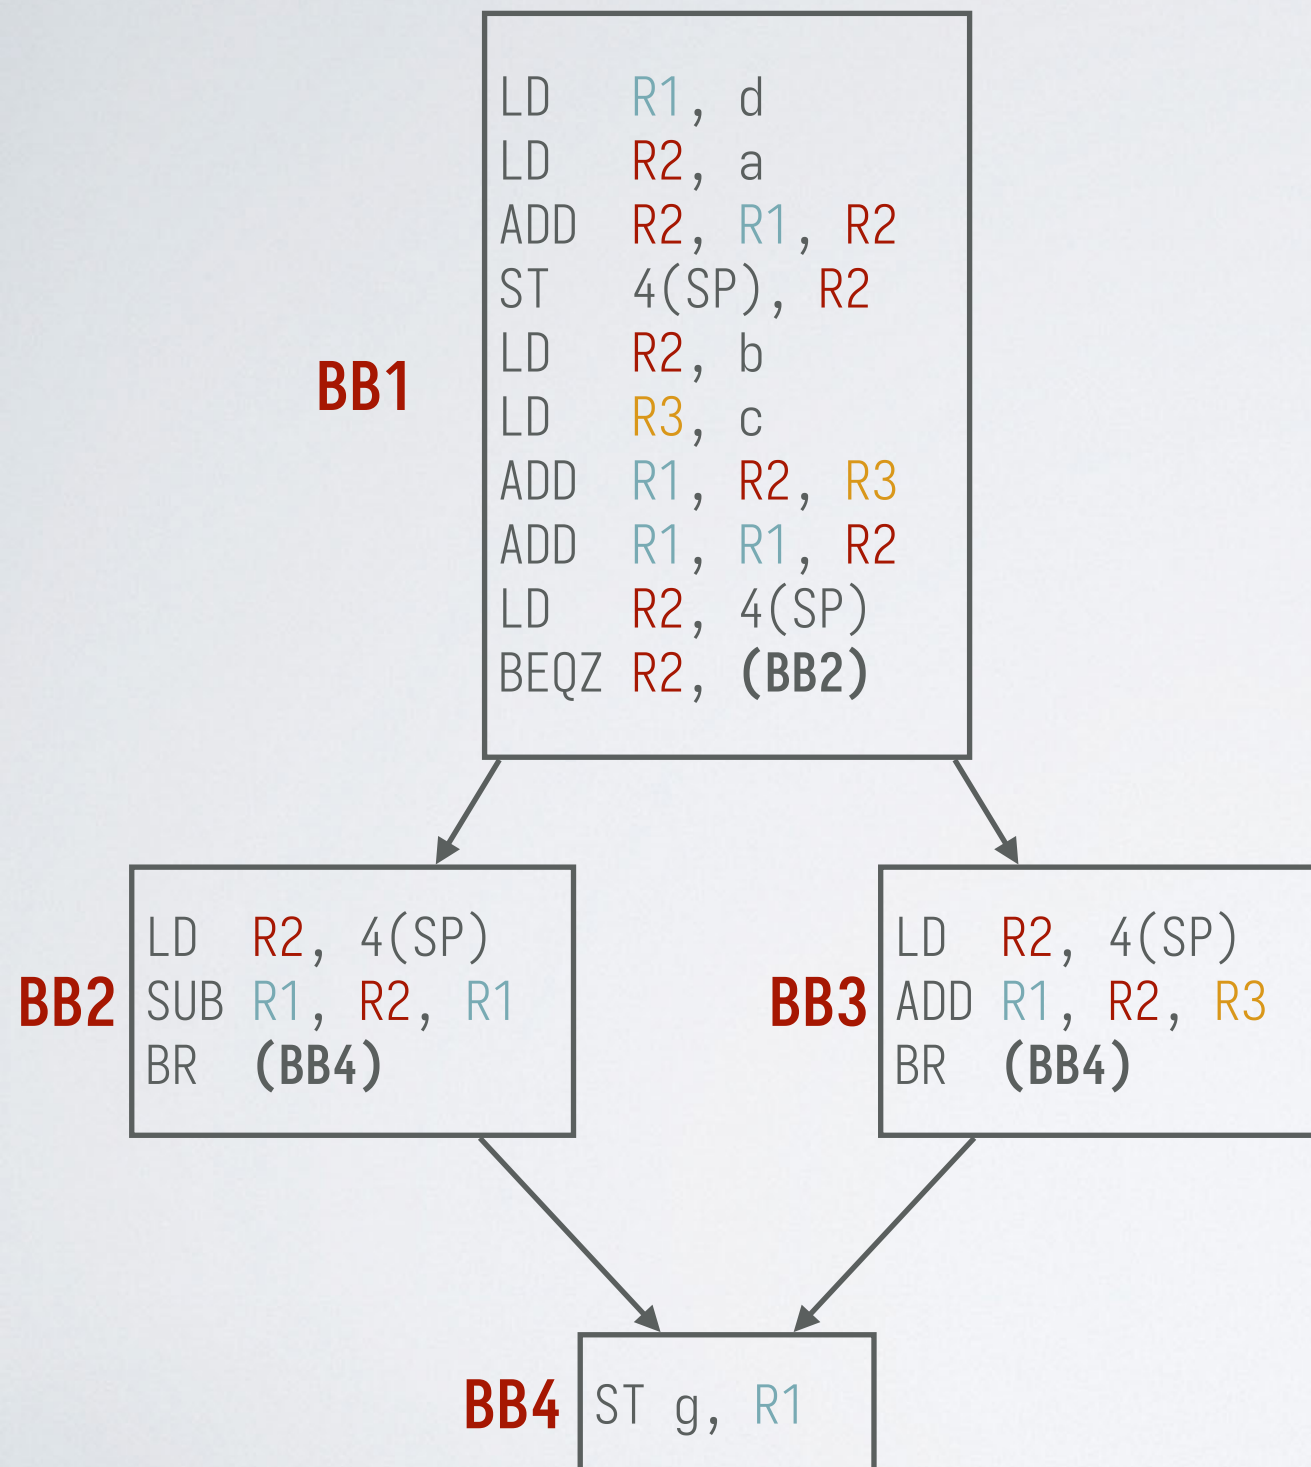 LD R1, d
LD R2, a
ADD R2, R1, R2
ST 4(SP), R2
LD R2, b
BB1
LD R3, c
ADD R1, R2, R3
ADD R1, R1, R2
LD R2, 4(SP)
BEQZ R2, (BB2)
BB2
LD R2, 4(SP)
SUB R1, R2, R1
BR (BB4)
BB3
LD R2, 4(SP)
ADD R1, R2, R3
BR (BB4)
BB4
ST g, R1